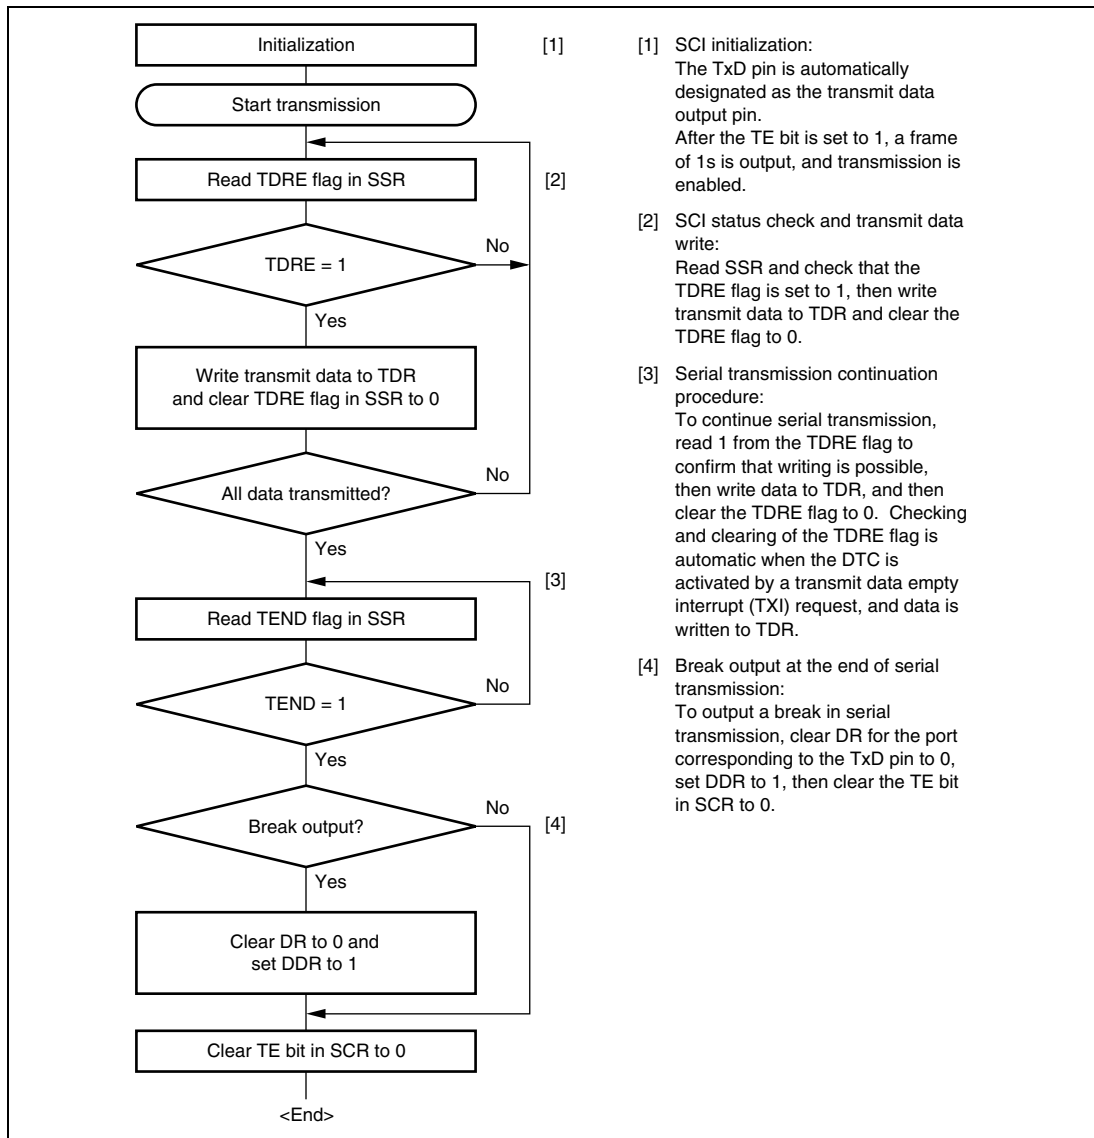 Initialization [1]
Start transmission
Read TDRE flag in SSR [2]
No
TDRE = 1
Yes
Write transmit data to TDR
and clear TDRE flag in SSR to 0
No
All data transmitted?
Yes
[3]
Read TEND flag in SSR
No
TEND = 1
Yes
No
Break output? [4]
Yes
Clear DR to 0 and
set DDR to 1
Clear TE bit in SCR to 0
<End>
[1] SCI initialization:
The TxD pin is automatically
designated as the transmit data
output pin.
After the TE bit is set to 1, a frame
of 1s is output, and transmission is
enabled.
[2] SCI status check and transmit data
write:
Read SSR and check that the
TDRE flag is set to 1, then write
transmit data to TDR and clear the
TDRE flag to 0.
[3] Serial transmission continuation
procedure:
To continue serial transmission,
read 1 from the TDRE flag to
confirm that writing is possible,
then write data to TDR, and then
clear the TDRE flag to 0.  Checking
and clearing of the TDRE flag is
automatic when the DTC is
activated by a transmit data empty
interrupt (TXI) request, and data is
written to TDR.
[4] Break output at the end of serial
transmission:
To output a break in serial
transmission, clear DR for the port
corresponding to the TxD pin to 0,
set DDR to 1, then clear the TE bit
in SCR to 0.